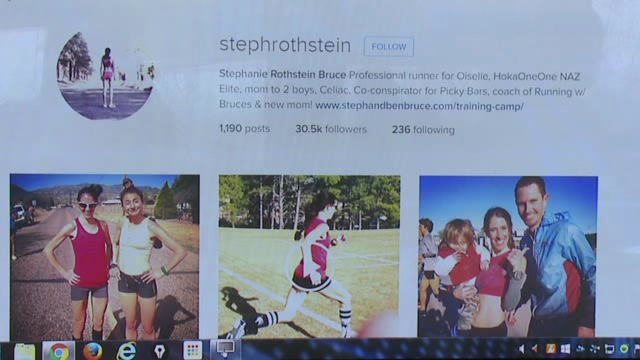 stephrothstein FOLLOW
Stephanie Rothstein Bruce Professional runner for Oiselle, HokaOneOne NAZ
Elite, mom to 2 boys, Celiac. Co-conspirator for Picky Bars, coach of Running w/
Bruces & new mom! www.stephandbenbruce.com/training-camp/
1,190 posts 30.5k followers 236 following